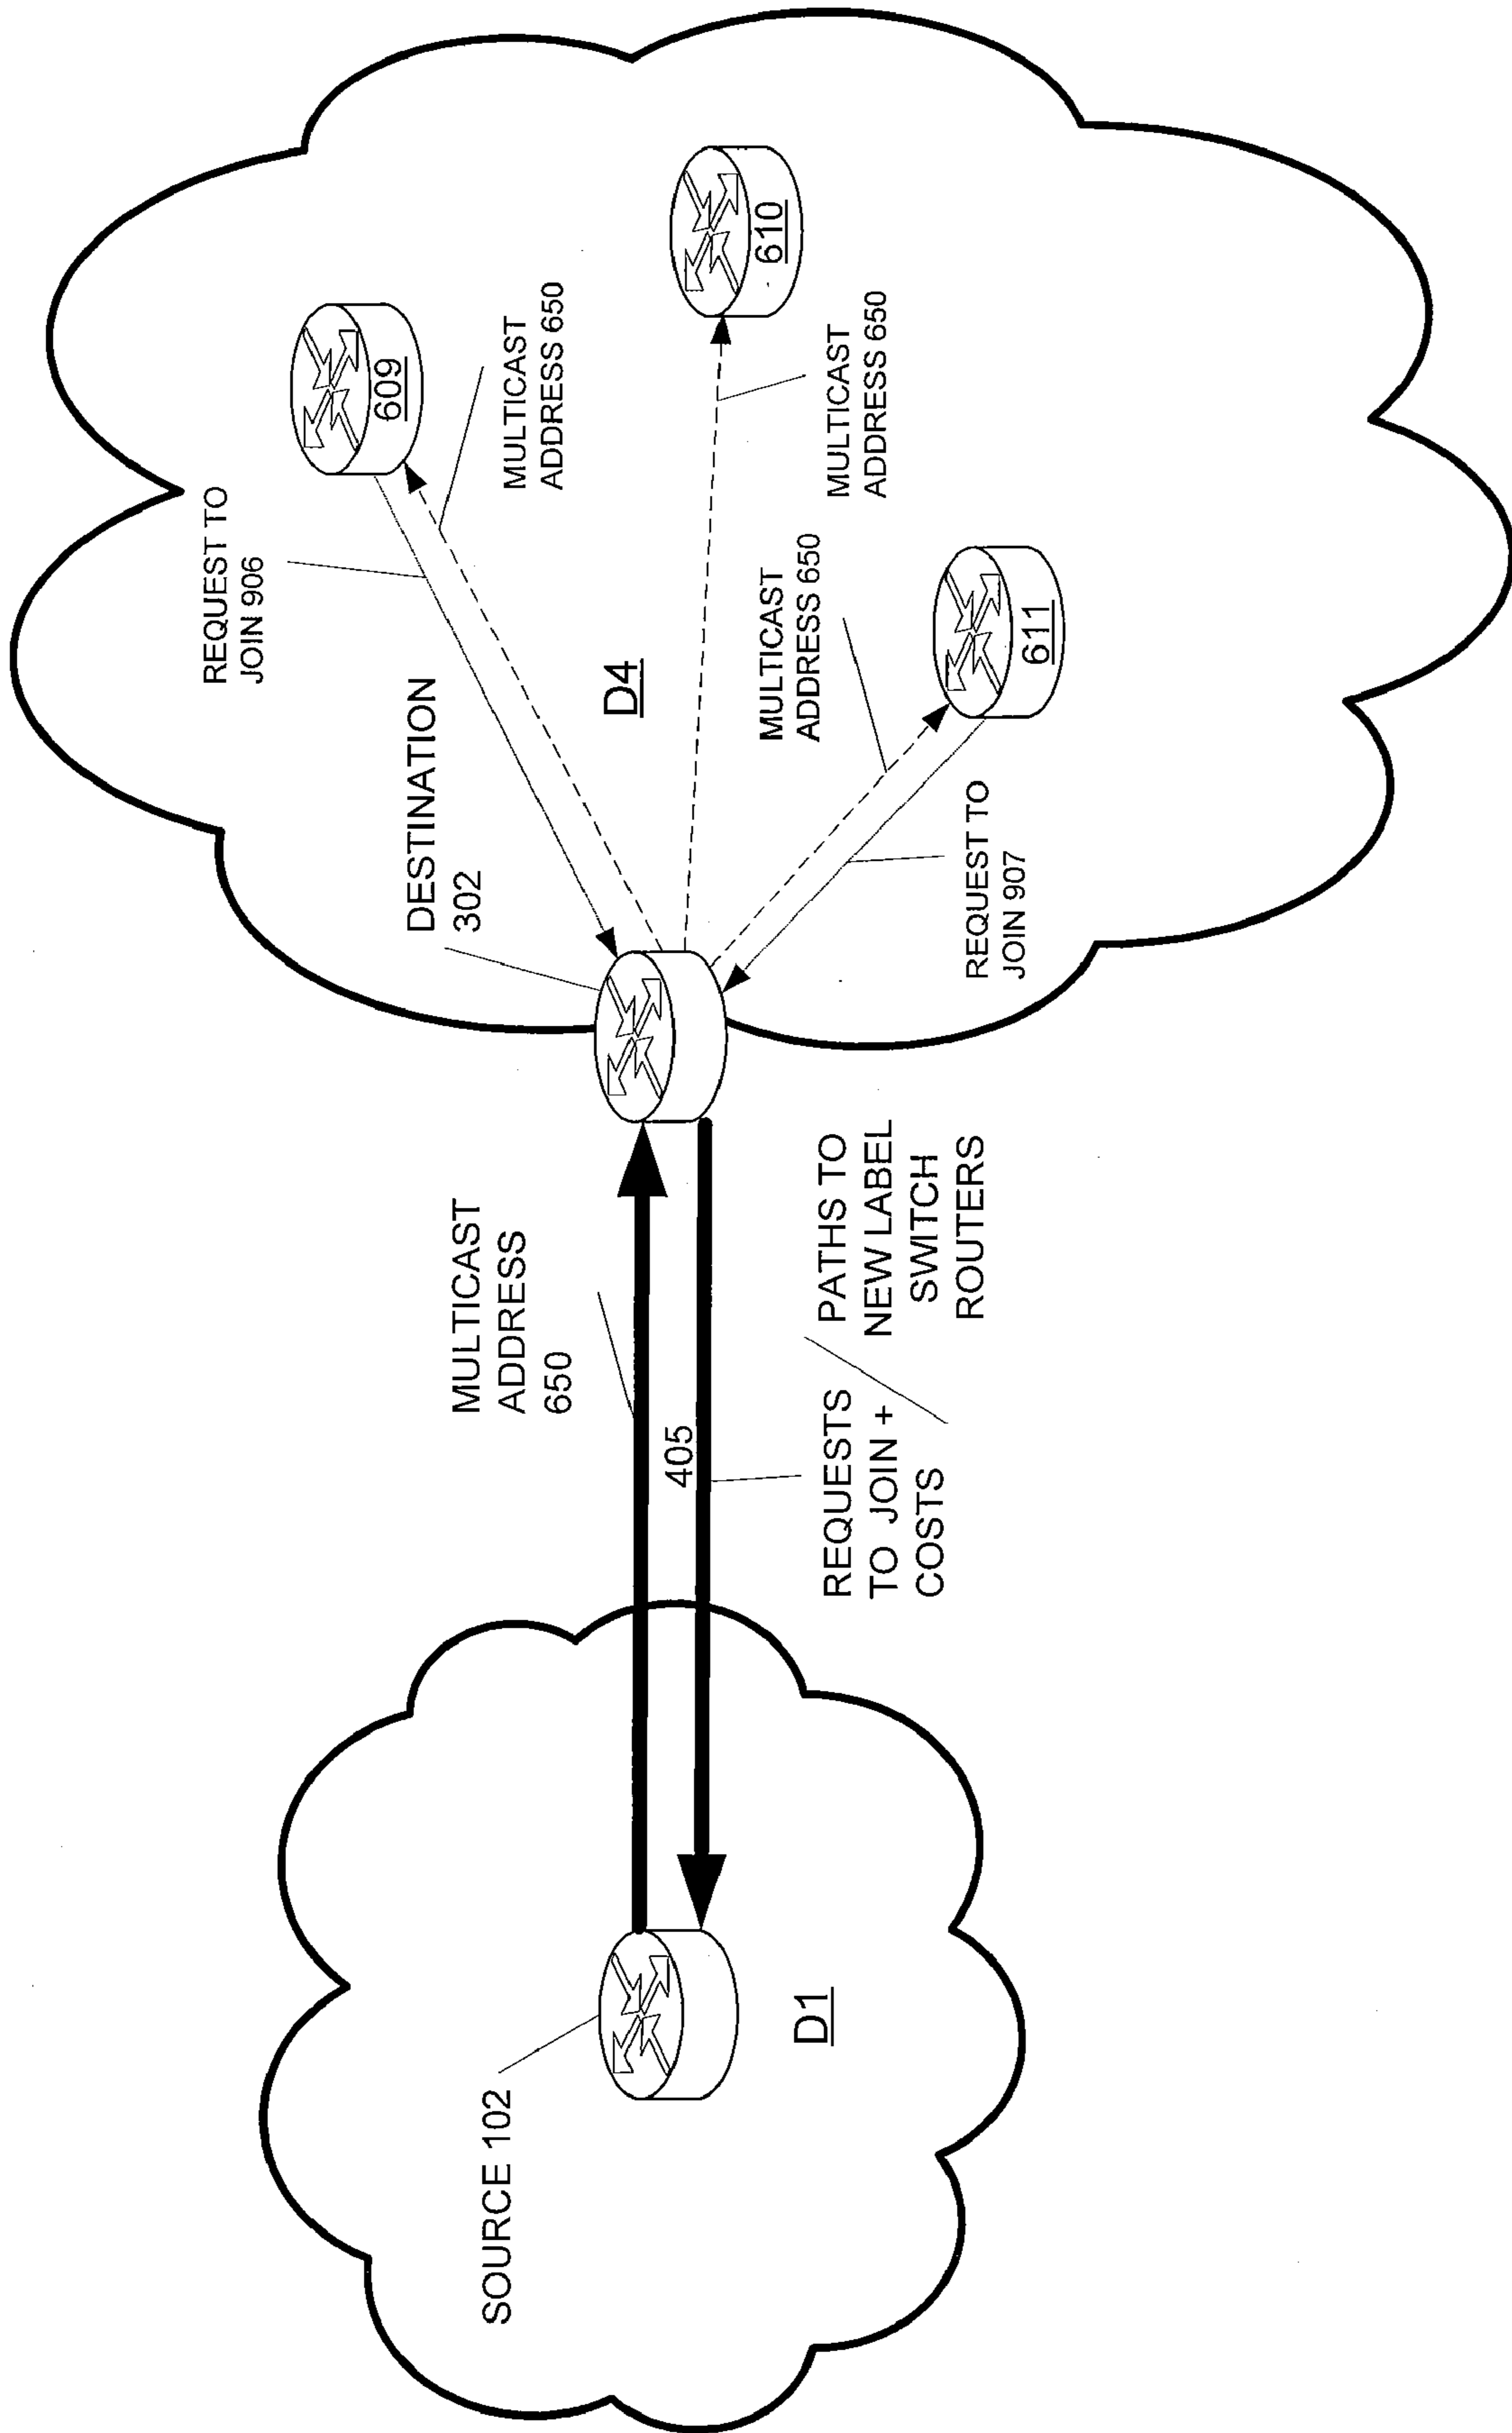 SOURCE 102
D1
MULTICAST
ADDRESS
650
405
REQUESTS
TO JOIN +
COSTS
PATHS TO
NEW LABEL
SWITCH
ROUTERS
DESTINATION
302
REQUEST TO
JOIN 906
D4
609
MULTICAST
ADDRESS 650
610
MULTICAST
ADDRESS 650
MULTICAST
ADDRESS 650
611
REQUEST TO
JOIN 907